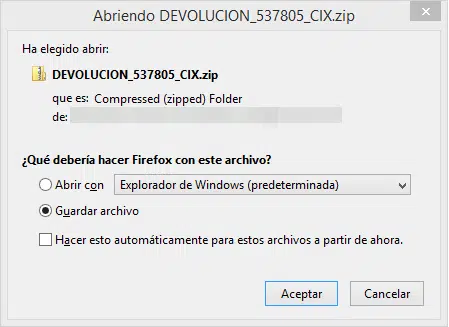 Abriendo DEVOLUCION_537805_CIX.zip
Ha elegido abrir:
DEVOLUCION_537805_CIX.zip
que es: Compressed (zipped) Folder
de:
¿Qué debería hacer Firefox con este archivo?
Abrir con Explorador de Windows (predeterminada)
Guardar archivo
Hacer esto automáticamente para estos archivos a partir de ahora.
Aceptar Cancelar